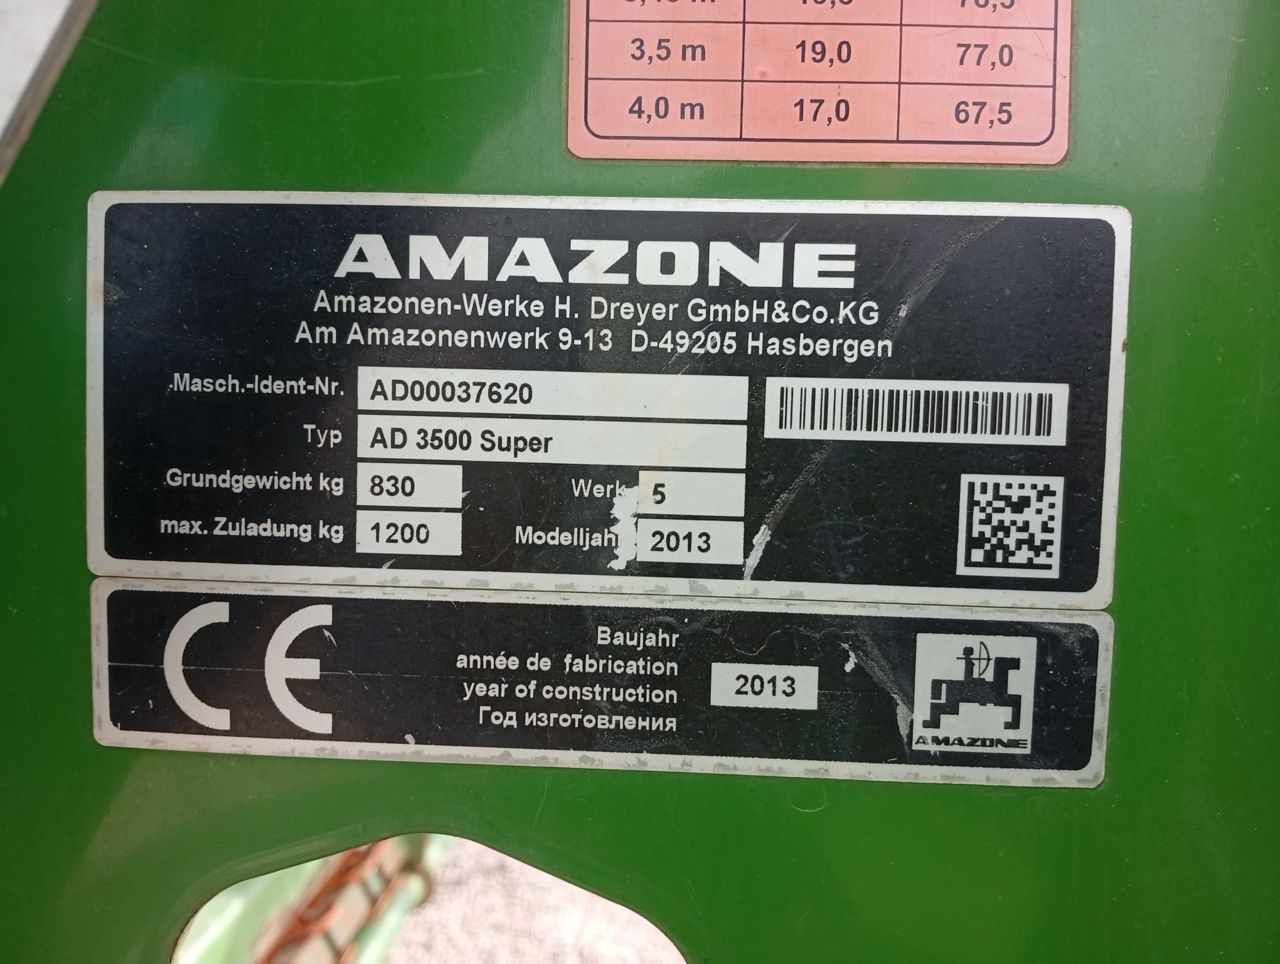 3,5 m 19,0 77,0
4,0 m 17,0 67,5
AMAZONE
Amazonen-Werke H. Dreyer GmbH&Co.KG
Am Amazonenwerk 9-13 D-49205 Hasbergen
Masch.-Ident-Nr. AD00037620
Typ AD 3500 Super
Grundgewicht kg 830 Werk 5
max. Zuladung kg 1200 Modelljahr 2013
CE
Baujahr
année de fabrication
year of construction
Год изготовления
2013
AMAZONE